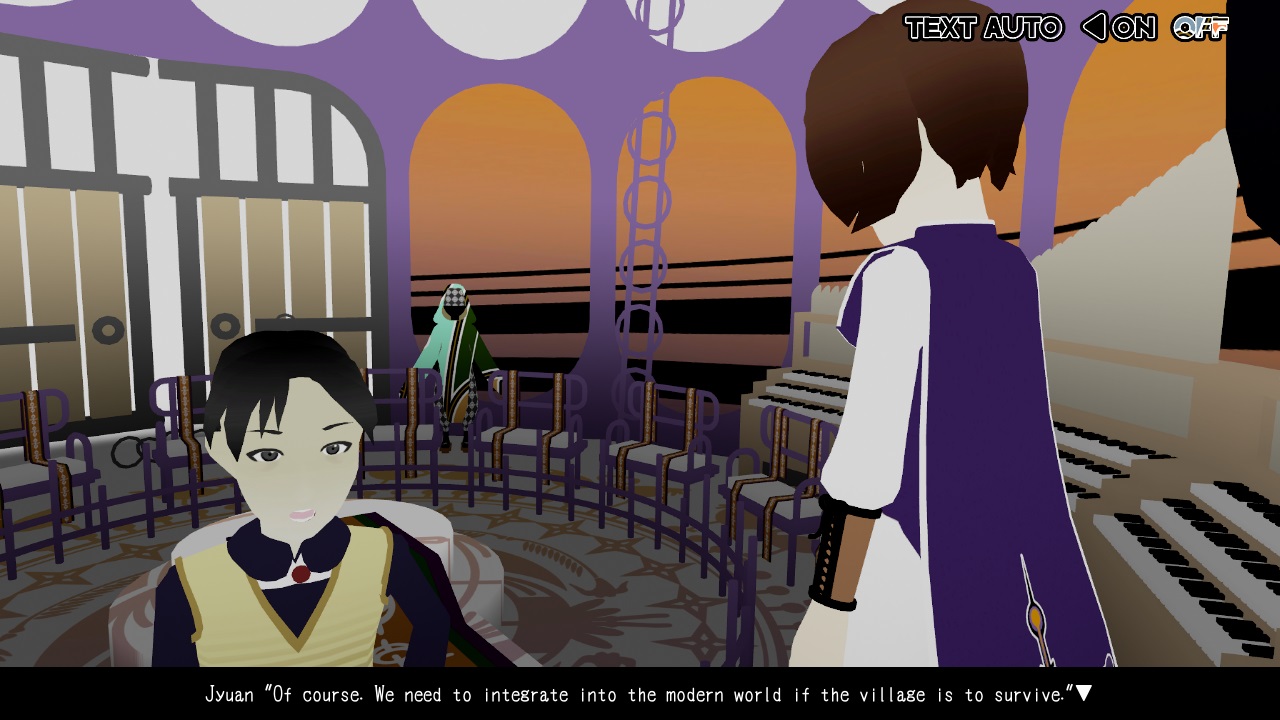 TEXT AUTO ◀ON OFF
Jyuan "Of course. We need to integrate into the modern world if the village is to survive."▼